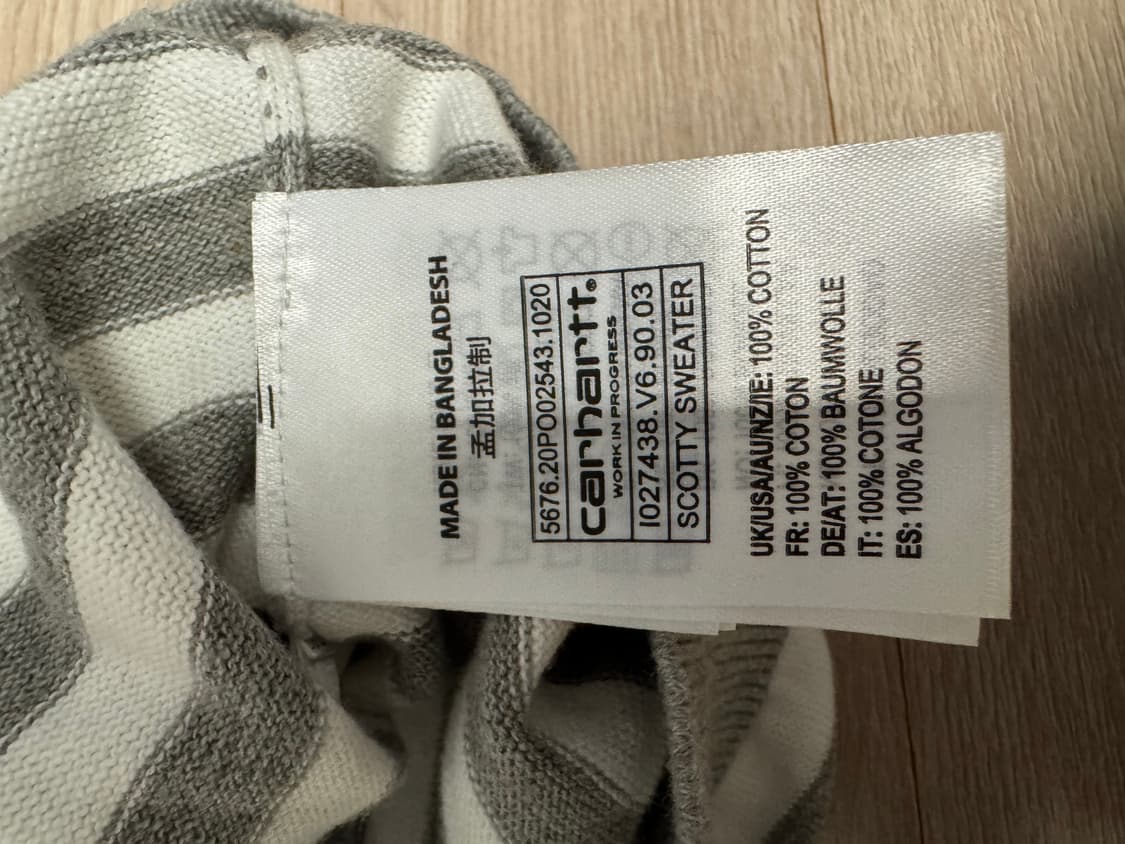 MADE IN BANGLADESH
孟加拉制
5676.20PO02543.1020
carhartt®
WORK IN PROGRESS
I027438.V6.90.03
SCOTTY SWEATER
UK/USA/AU/NZ/IE: 100% COTTON
FR: 100% COTON
DE/AT: 100% BAUMWOLLE
IT: 100% COTONE
ES: 100% ALGODON